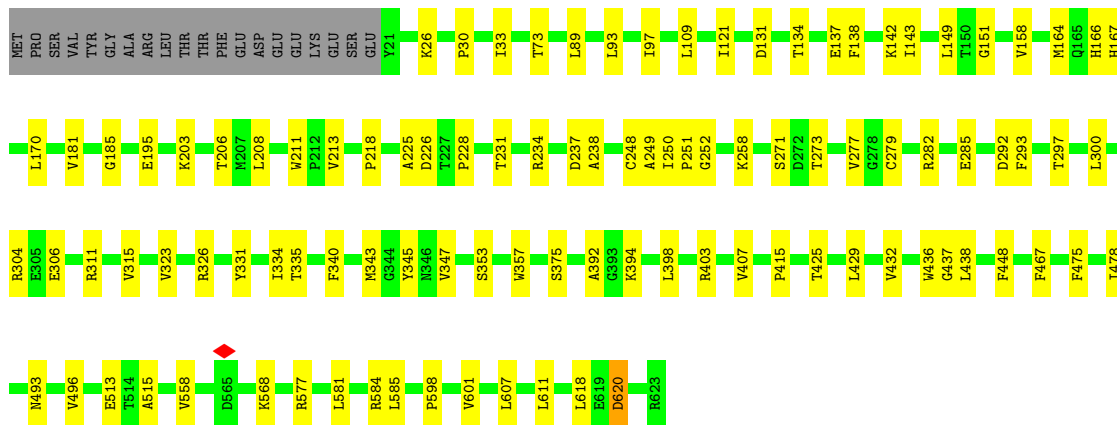 MET PRO SER VAL TYR GLY ALA ARG LEU THR THR PHE GLU ASP GLU GLU LYS GLU SER GLU Y21 K26 P30 I33 T73 L89 L93 I97 L109 I121 D131 T134 E137 F138 K142 I143 L149 T150 G151 V158 M164 Q165 H166 H167
L170 V181 G185 E195 K203 T206 M207 L208 W211 P212 V213 P218 A225 D226 T227 P228 T231 R234 D237 A238 C248 A249 I250 P251 G252 K258 S271 D272 T273 V277 G278 C279 R282 E285 D292 F293 T297 L300
R304 E305 E306 R311 V315 V323 R326 Y331 I334 T335 F340 M343 G344 Y345 N346 V347 S353 W357 S375 A392 G393 K394 L398 R403 V407 P415 T425 L429 V432 W436 G437 L438 F448 F467 F475 I478
N493 V496 E513 T514 A515 V558 D565 K568 R577 L581 R584 L585 P598 V601 L607 L611 L618 E619 D620 R623